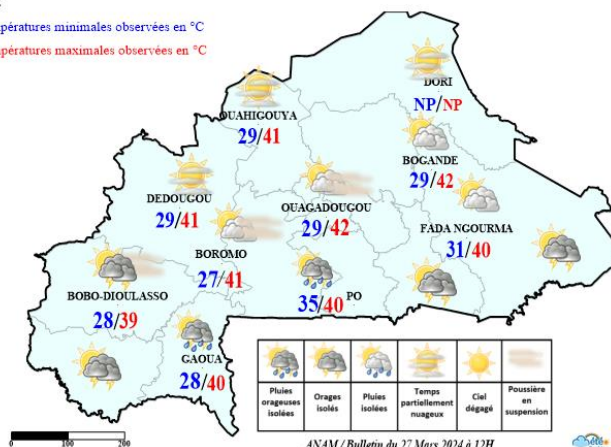 pératures minimales observées en °C
pératures maximales observées en °C
DORI
NP/NP
OUAHIGOUYA
29/41
BOGANDE
29/42
DEDOUGOU
29/41
OUAGADOUGOU
29/42
FADA NGOURMA
31/40
BOROMO
27/41
PO
35/40
BOBO-DIOULASSO
28/39
GAOUA
28/40
Pluies orageuses isolées
Orages isolés
Pluies isolées
Temps partiellement nuageux
Ciel dégagé
Poussière en suspension
0 100 200
ANAM / Bulletin du 27 Mars 2024 à 12H